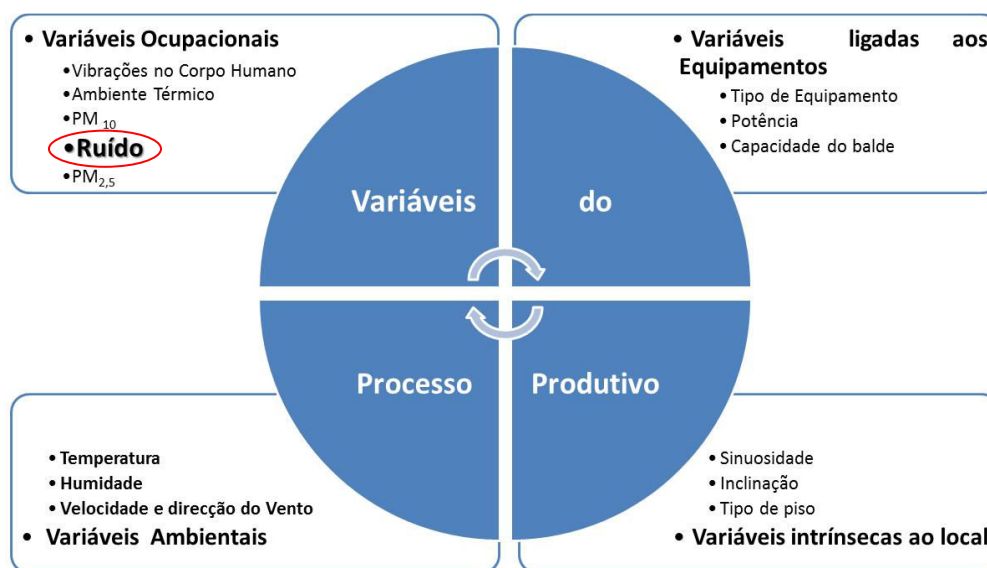 • Variáveis Ocupacionais
•Vibrações no Corpo Humano
•Ambiente Térmico
•PM 10
•Ruído
•PM2,5
• Variáveis ligadas aos
Equipamentos
• Tipo de Equipamento
• Potência
• Capacidade do balde
Variáveis do
Processo Produtivo
• Temperatura
• Humidade
• Velocidade e direcção do Vento
• Variáveis Ambientais
• Sinuosidade
• Inclinação
• Tipo de piso
• Variáveis intrínsecas ao local